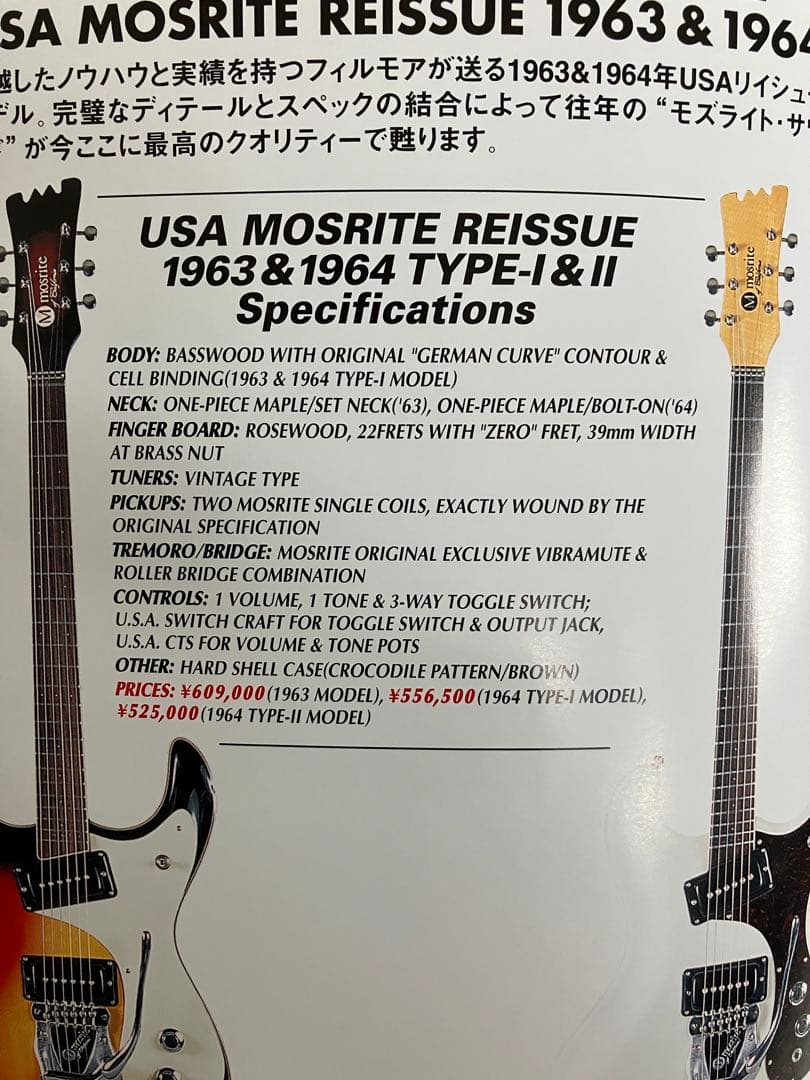 SA MOSRITE REISSUE 1963 & 1964
越したノウハウと実績を持つフィルモアが送る1963&1964年USAリイシュー
デル。完璧なディテールとスペックの結合によって往年の “モズライト・サウ
ド” が今ここに最高のクオリティーで甦ります。
USA MOSRITE REISSUE
1963 & 1964 TYPE-I & II
Specifications
M mosrite
of California
M mosrite
of California
BODY: BASSWOOD WITH ORIGINAL "GERMAN CURVE" CONTOUR &
CELL BINDING(1963 & 1964 TYPE-I MODEL)
NECK: ONE-PIECE MAPLE/SET NECK('63), ONE-PIECE MAPLE/BOLT-ON('64)
FINGER BOARD: ROSEWOOD, 22FRETS WITH "ZERO" FRET, 39mm WIDTH
AT BRASS NUT
TUNERS: VINTAGE TYPE
PICKUPS: TWO MOSRITE SINGLE COILS, EXACTLY WOUND BY THE
ORIGINAL SPECIFICATION
TREMORO/BRIDGE: MOSRITE ORIGINAL EXCLUSIVE VIBRAMUTE &
ROLLER BRIDGE COMBINATION
CONTROLS: 1 VOLUME, 1 TONE & 3-WAY TOGGLE SWITCH;
U.S.A. SWITCH CRAFT FOR TOGGLE SWITCH & OUTPUT JACK,
U.S.A. CTS FOR VOLUME & TONE POTS
OTHER: HARD SHELL CASE(CROCODILE PATTERN/BROWN)
PRICES: ¥609,000(1963 MODEL), ¥556,500(1964 TYPE-I MODEL),
¥525,000(1964 TYPE-II MODEL)